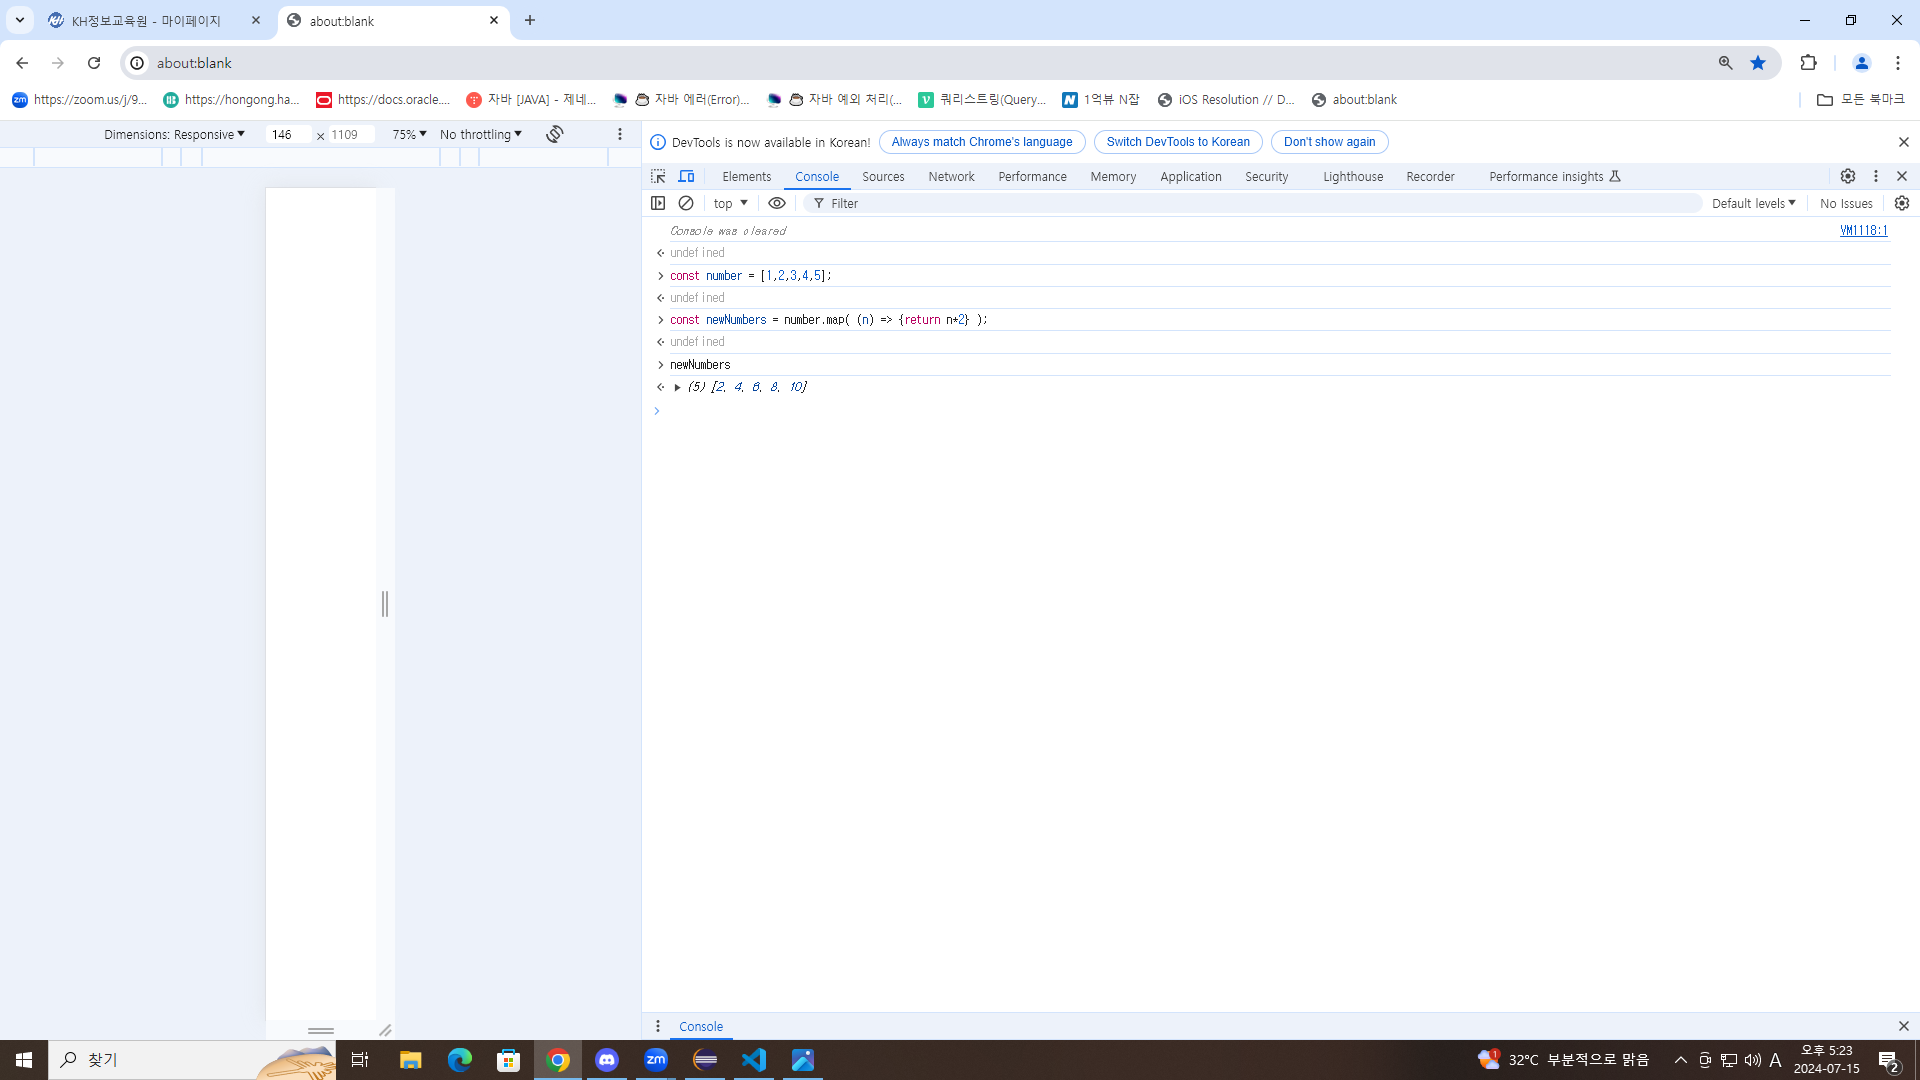 KH정보교육원 - 마이페이지
about:blank
about:blank
https://zoom.us/j/9...
https://hongong.ha...
https://docs.oracle....
자바 [JAVA] - 제네...
자바 에러(Error)...
자바 예외 처리(...
쿼리스트링(Query...
1억뷰 N잡
iOS Resolution // D...
about:blank
모든 북마크
Dimensions: Responsive 146 × 1109 75% No throttling
DevTools is now available in Korean! Always match Chrome's language Switch DevTools to Korean Don't show again
Elements Console Sources Network Performance Memory Application Security Lighthouse Recorder Performance insights
top Filter Default levels No Issues
Console was cleared VM1118:1
undefined
const number = [1,2,3,4,5];
undefined
const newNumbers = number.map( (n) => {return n*2} );
undefined
newNumbers
(5) [2, 4, 6, 8, 10]
Console
찾기
zm
1
32°C 부분적으로 맑음
A
오후 5:23
2024-07-15
2